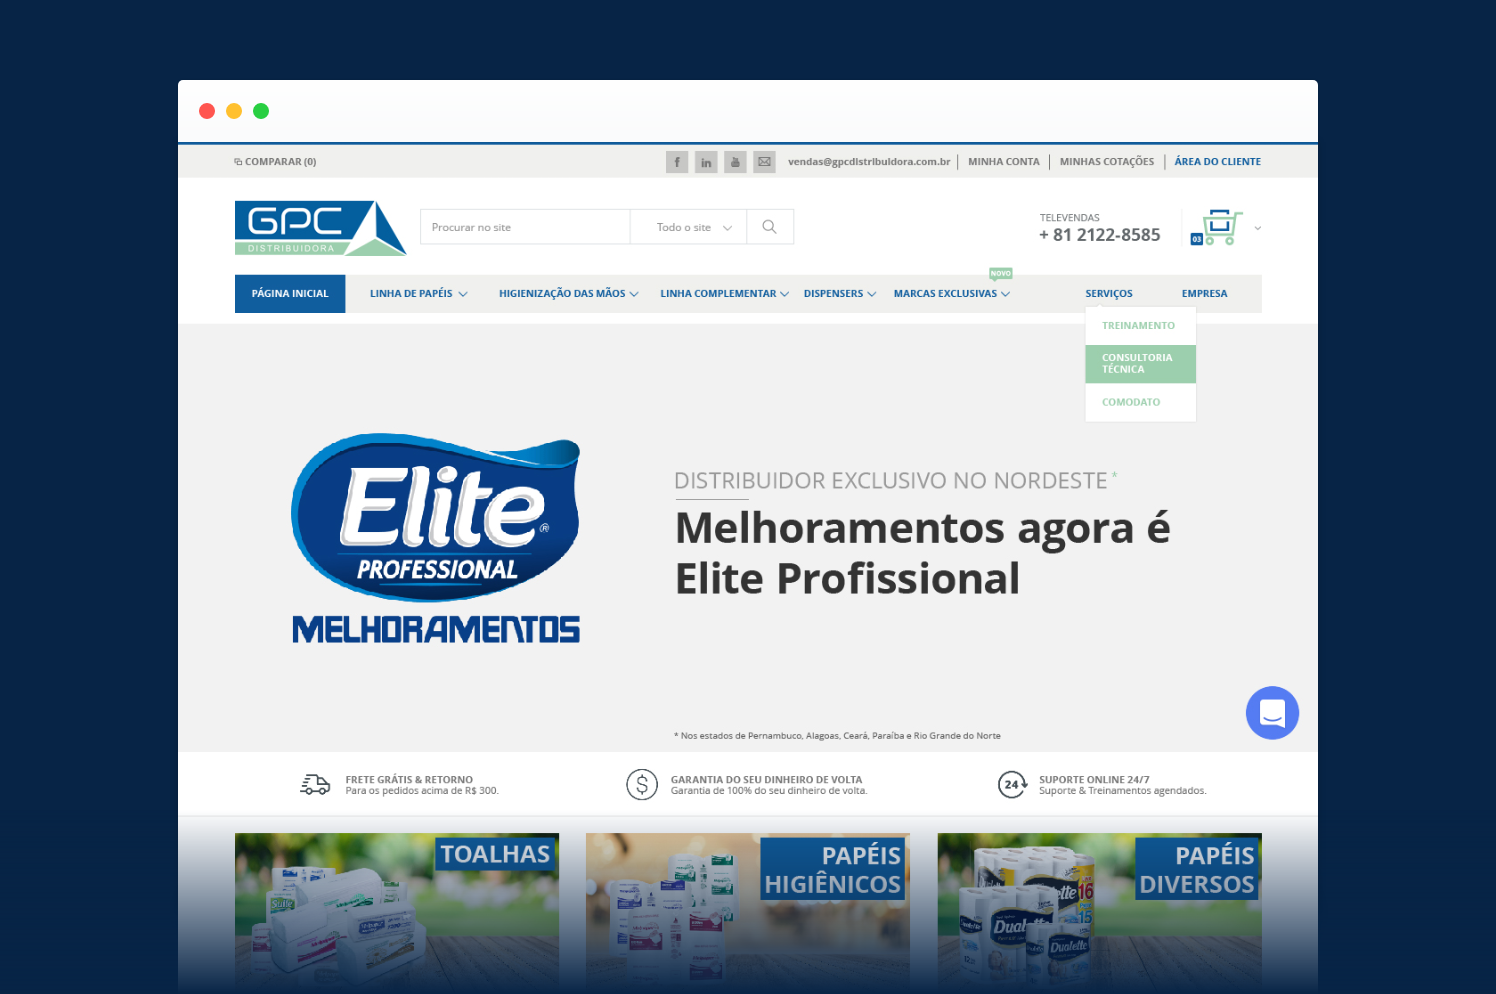 COMPARAR (0)
vendas@gpcdistribuidora.com.br
MINHA CONTA
MINHAS COTAÇÕES
ÁREA DO CLIENTE
GPC
DISTRIBUIDORA
Procurar no site
Todo o site
TELEVENDAS
+ 81 2122-8585
03
NOVO
PÁGINA INICIAL
LINHA DE PAPÉIS
HIGIENIZAÇÃO DAS MÃOS
LINHA COMPLEMENTAR
DISPENSERS
MARCAS EXCLUSIVAS
SERVIÇOS
EMPRESA
TREINAMENTO
CONSULTORIA
TÉCNICA
COMODATO
Elite®
PROFESSIONAL
MELHORAMENTOS
DISTRIBUIDOR EXCLUSIVO NO NORDESTE*
Melhoramentos agora é
Elite Profissional
* Nos estados de Pernambuco, Alagoas, Ceará, Paraíba e Rio Grande do Norte
FRETE GRÁTIS & RETORNO
Para os pedidos acima de R$ 300.
GARANTIA DO SEU DINHEIRO DE VOLTA
Garantia de 100% do seu dinheiro de volta.
24
SUPORTE ONLINE 24/7
Suporte & Treinamentos agendados.
TOALHAS
PAPÉIS
HIGIÊNICOS
PAPÉIS
DIVERSOS
16
15
Dualette
Dualette